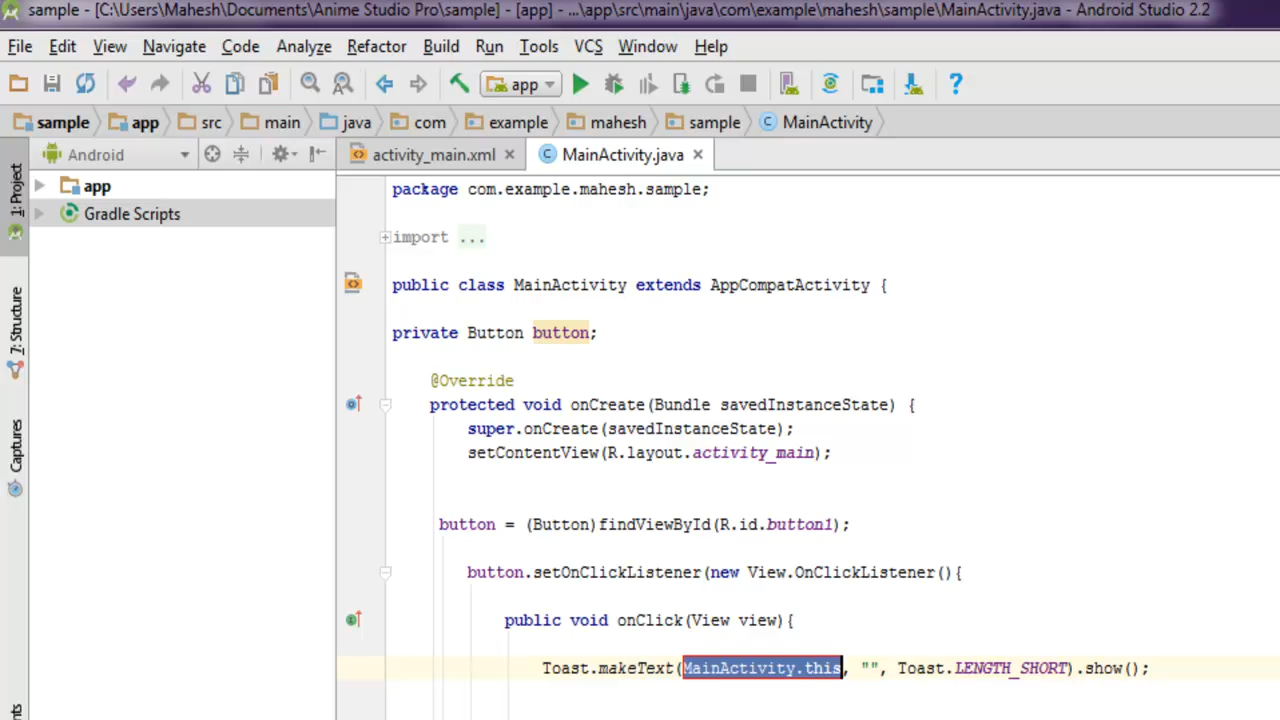 sample - [C:\Users\Mahesh\Documents\Anime Studio Pro\sample] - [app] - ...\app\src\main\java\com\example\mahesh\sample\MainActivity.java - Android Studio 2.2
File Edit View Navigate Code Analyze Refactor Build Run Tools VCS Window Help
app
sample app src main java com example mahesh sample MainActivity
Android
activity_main.xml
MainActivity.java
1: Project
7: Structure
Captures
app
Gradle Scripts
package com.example.mahesh.sample;
import ...
public class MainActivity extends AppCompatActivity {
private Button button;
@Override
protected void onCreate(Bundle savedInstanceState) {
super.onCreate(savedInstanceState);
setContentView(R.layout.activity_main);
button = (Button)findViewById(R.id.button1);
button.setOnClickListener(new View.OnClickListener(){
public void onClick(View view){
Toast.makeText(MainActivity.this, "", Toast.LENGTH_SHORT).show();